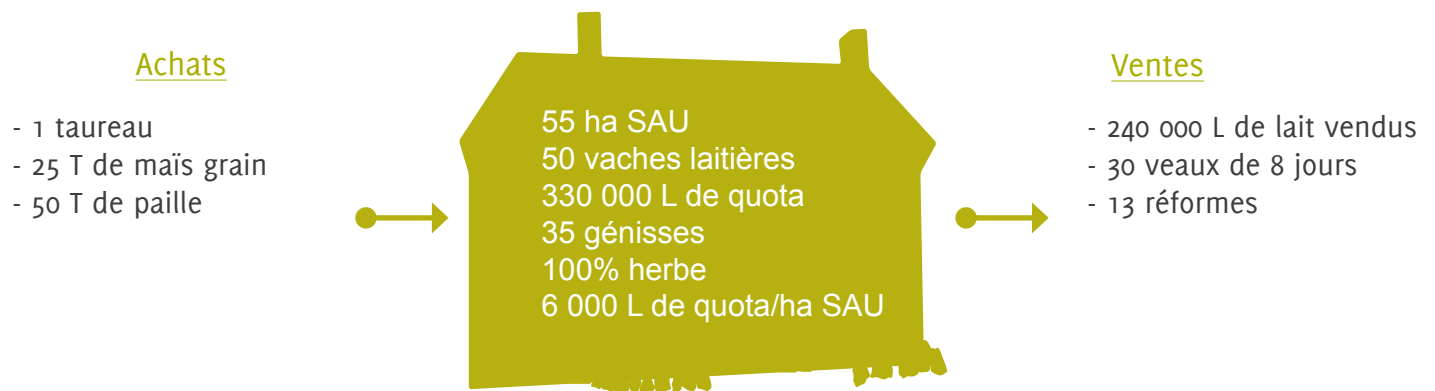 Achats
- 1 taureau
- 25 T de maïs grain
- 50 T de paille
55 ha SAU
50 vaches laitières
330 000 L de quota
35 génisses
100% herbe
6 000 L de quota/ha SAU
Ventes
- 240 000 L de lait vendus
- 30 veaux de 8 jours
- 13 réformes